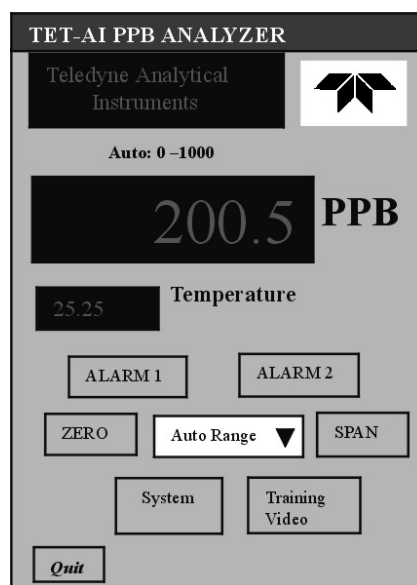 TET-AI PPB ANALYZER
Teledyne Analytical
Instruments
Auto: 0 –1000
200.5 PPB
25.25 Temperature
ALARM 1 ALARM 2
ZERO Auto Range SPAN
System Training
Video
Quit